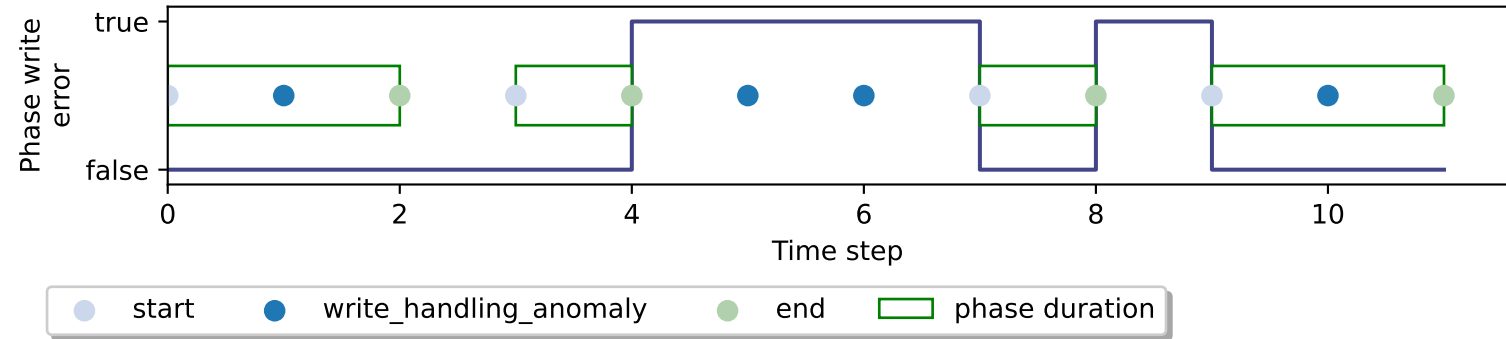 Phase write
error
true
false
0 2 4 6 8 10
Time step
start write_handling_anomaly end phase duration